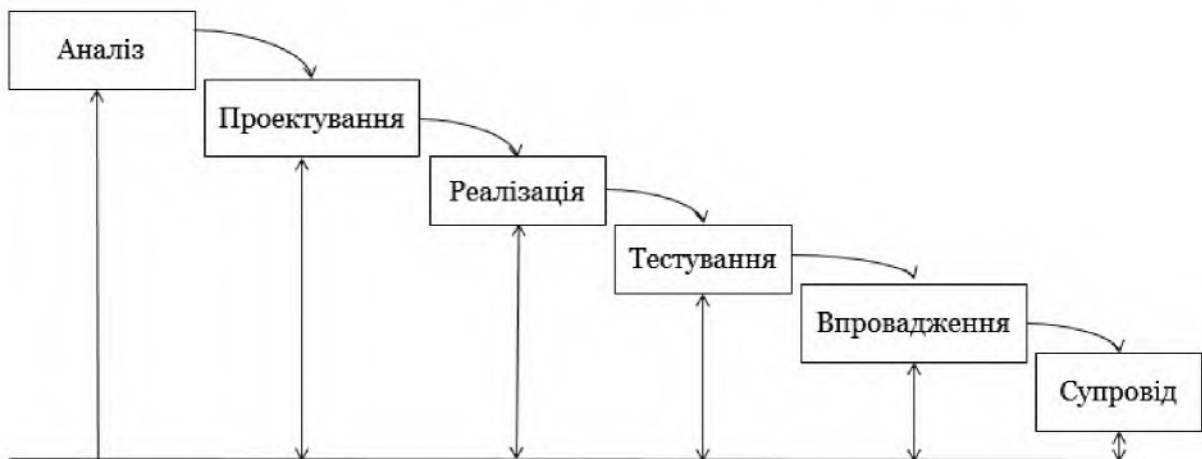 Аналіз
Проектування
Реалізація
Тестування
Впровадження
Супровід